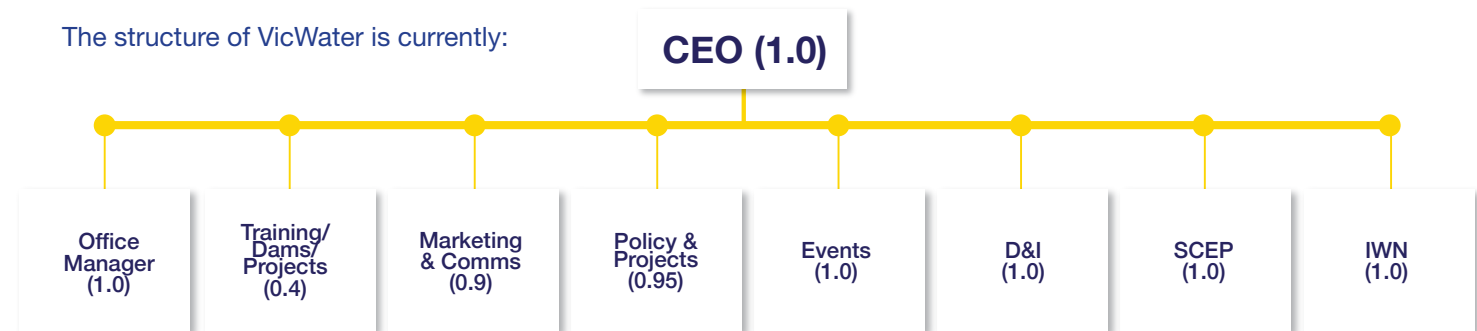 The structure of VicWater is currently:
CEO (1.0)
Office
Manager
(1.0)
Training/
Dams/
Projects
(0.4)
Marketing
& Comms
(0.9)
Policy &
Projects
(0.95)
Events
(1.0)
D&I
(1.0)
SCEP
(1.0)
IWN
(1.0)